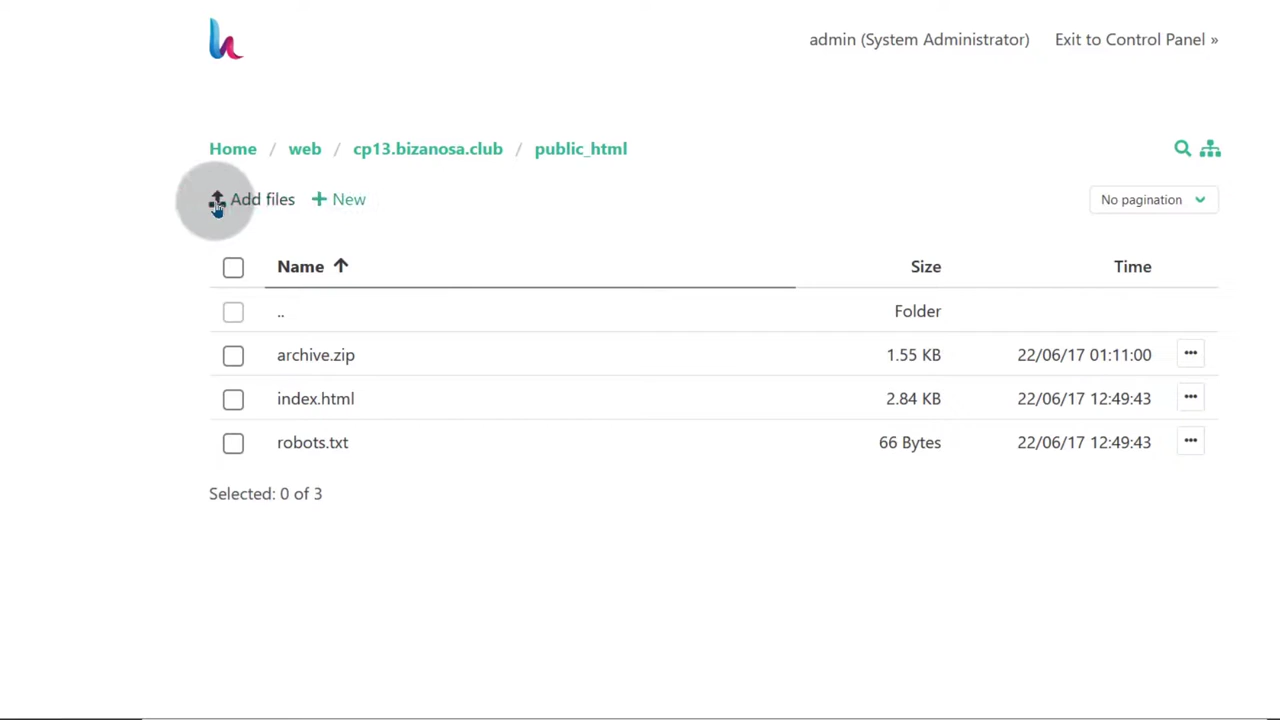 admin (System Administrator) Exit to Control Panel »
Home / web / cp13.bizanosa.club / public_html
Add files + New No pagination
Name Size Time
.. Folder
archive.zip 1.55 KB 22/06/17 01:11:00 •••
index.html 2.84 KB 22/06/17 12:49:43 •••
robots.txt 66 Bytes 22/06/17 12:49:43 •••
Selected: 0 of 3